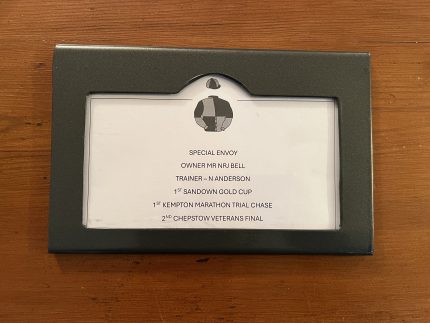 SPECIAL ENVOY
OWNER MR NRJ BELL
TRAINER – N ANDERSON
1ST SANDOWN GOLD CUP
1ST KEMPTON MARATHON TRIAL CHASE
2ND CHEPSTOW VETERANS FINAL